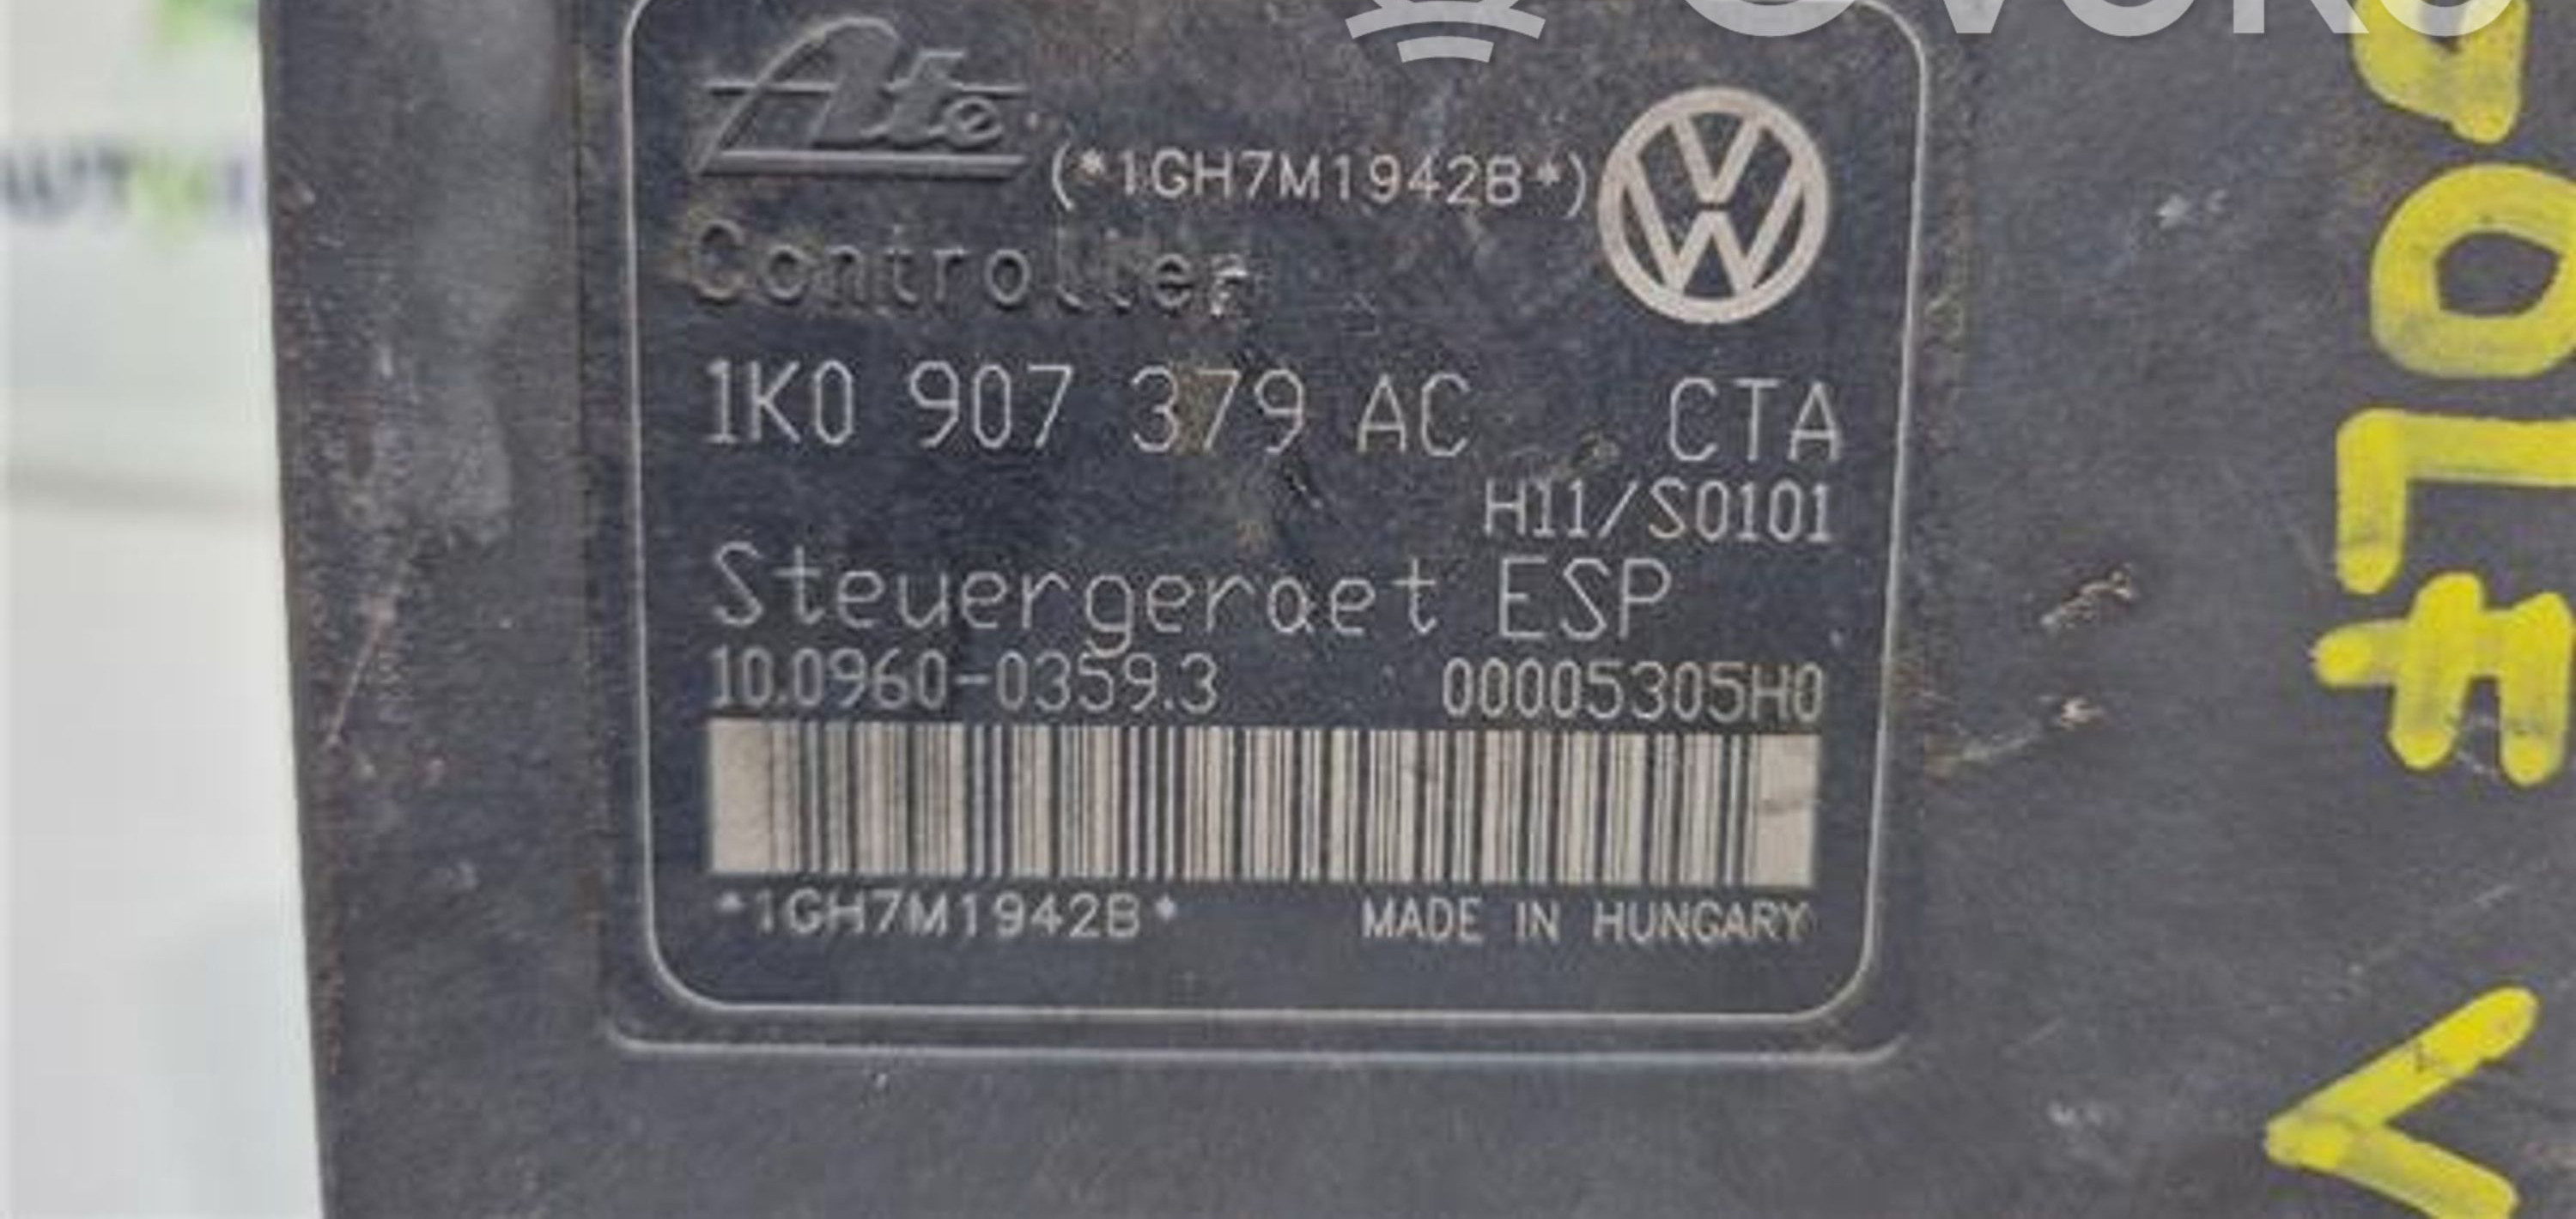 Ate
(*1GH7M1942B*)
Controller
1K0 907 379 AC CTA
H11/S0101
Steuergeraet ESP
10.0960-0359.3 00005305H0
*1GH7M1942B* MADE IN HUNGARY
GOLF V